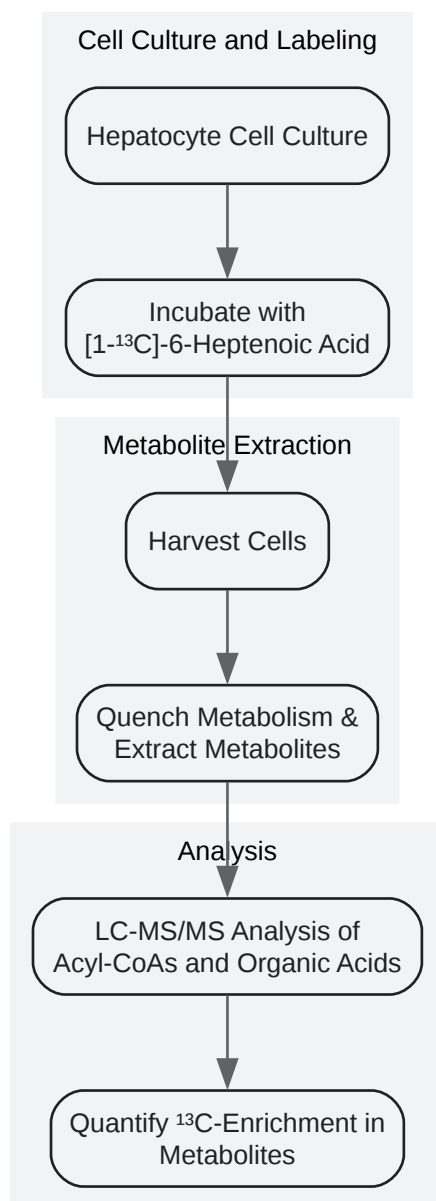 Cell Culture and Labeling
Hepatocyte Cell Culture
Incubate with
[1-¹³C]-6-Heptenoic Acid
Metabolite Extraction
Harvest Cells
Quench Metabolism &
Extract Metabolites
Analysis
LC-MS/MS Analysis of
Acyl-CoAs and Organic Acids
Quantify ¹³C-Enrichment in
Metabolites